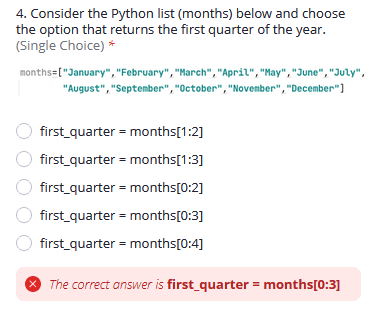 4. Consider the Python list (months) below and choose
the option that returns the first quarter of the year.
(Single Choice) *
months=["January","February","March","April","May","June","July",
"August","September","October","November","December"]
first_quarter = months[1:2]
first_quarter = months[1:3]
first_quarter = months[0:2]
first_quarter = months[0:3]
first_quarter = months[0:4]
The correct answer is first_quarter = months[0:3]